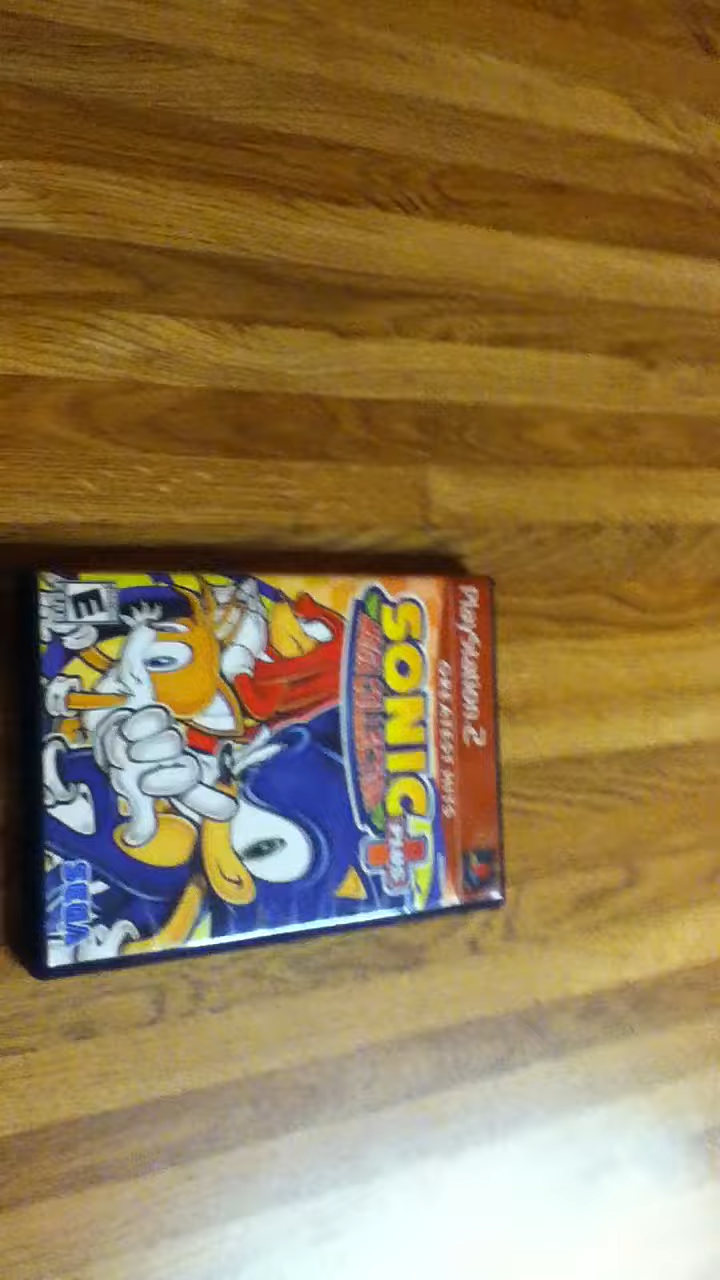 PlayStation 2
GREATEST HITS
SONIC
MEGA COLLECTION
PLUS
E
SEGA